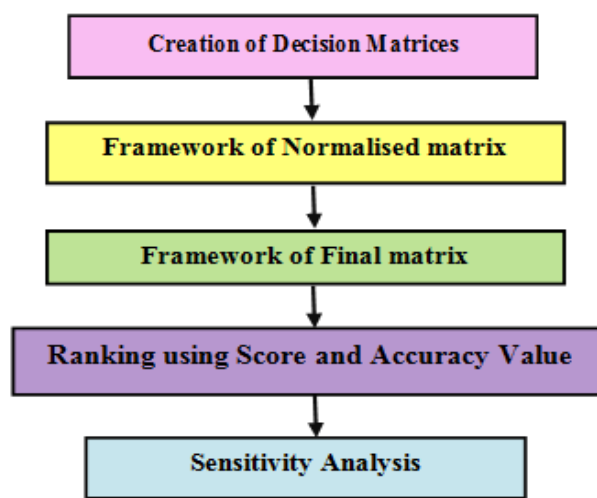 Creation of Decision Matrices
Framework of Normalised matrix
Framework of Final matrix
Ranking using Score and Accuracy Value
Sensitivity Analysis